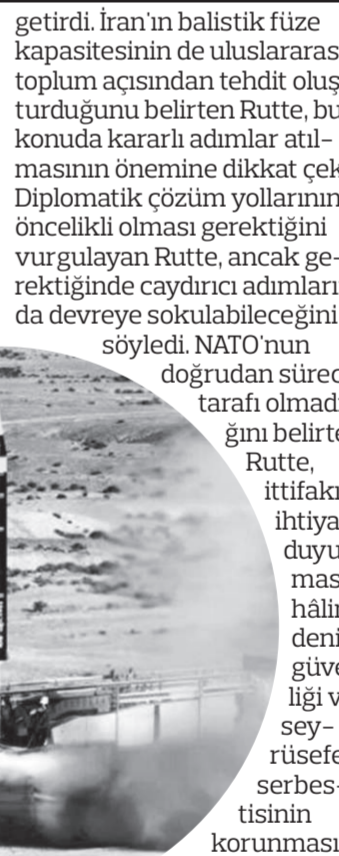 getirdi. İran'ın balistik füze
kapasitesinin de uluslararas
toplum açısından tehdit oluş
turduğunu belirten Rutte, bu
konuda kararlı adımlar atıl-
masının önemine dikkat çek
Diplomatik çözüm yollarının
öncelikli olması gerektiğini
vurgulayan Rutte, ancak ge-
rektiğinde caydırıcı adımları
da devreye sokulabileceğini
söyledi. NATO'nun
doğrudan sürec
tarafı olmadı
ğını belirte
Rutte,
ittifakı
ihtiya
duyu
mas
hâlin
deni
güve
liği v
sey-
rüsefe
serbes-
tisinin
korunması